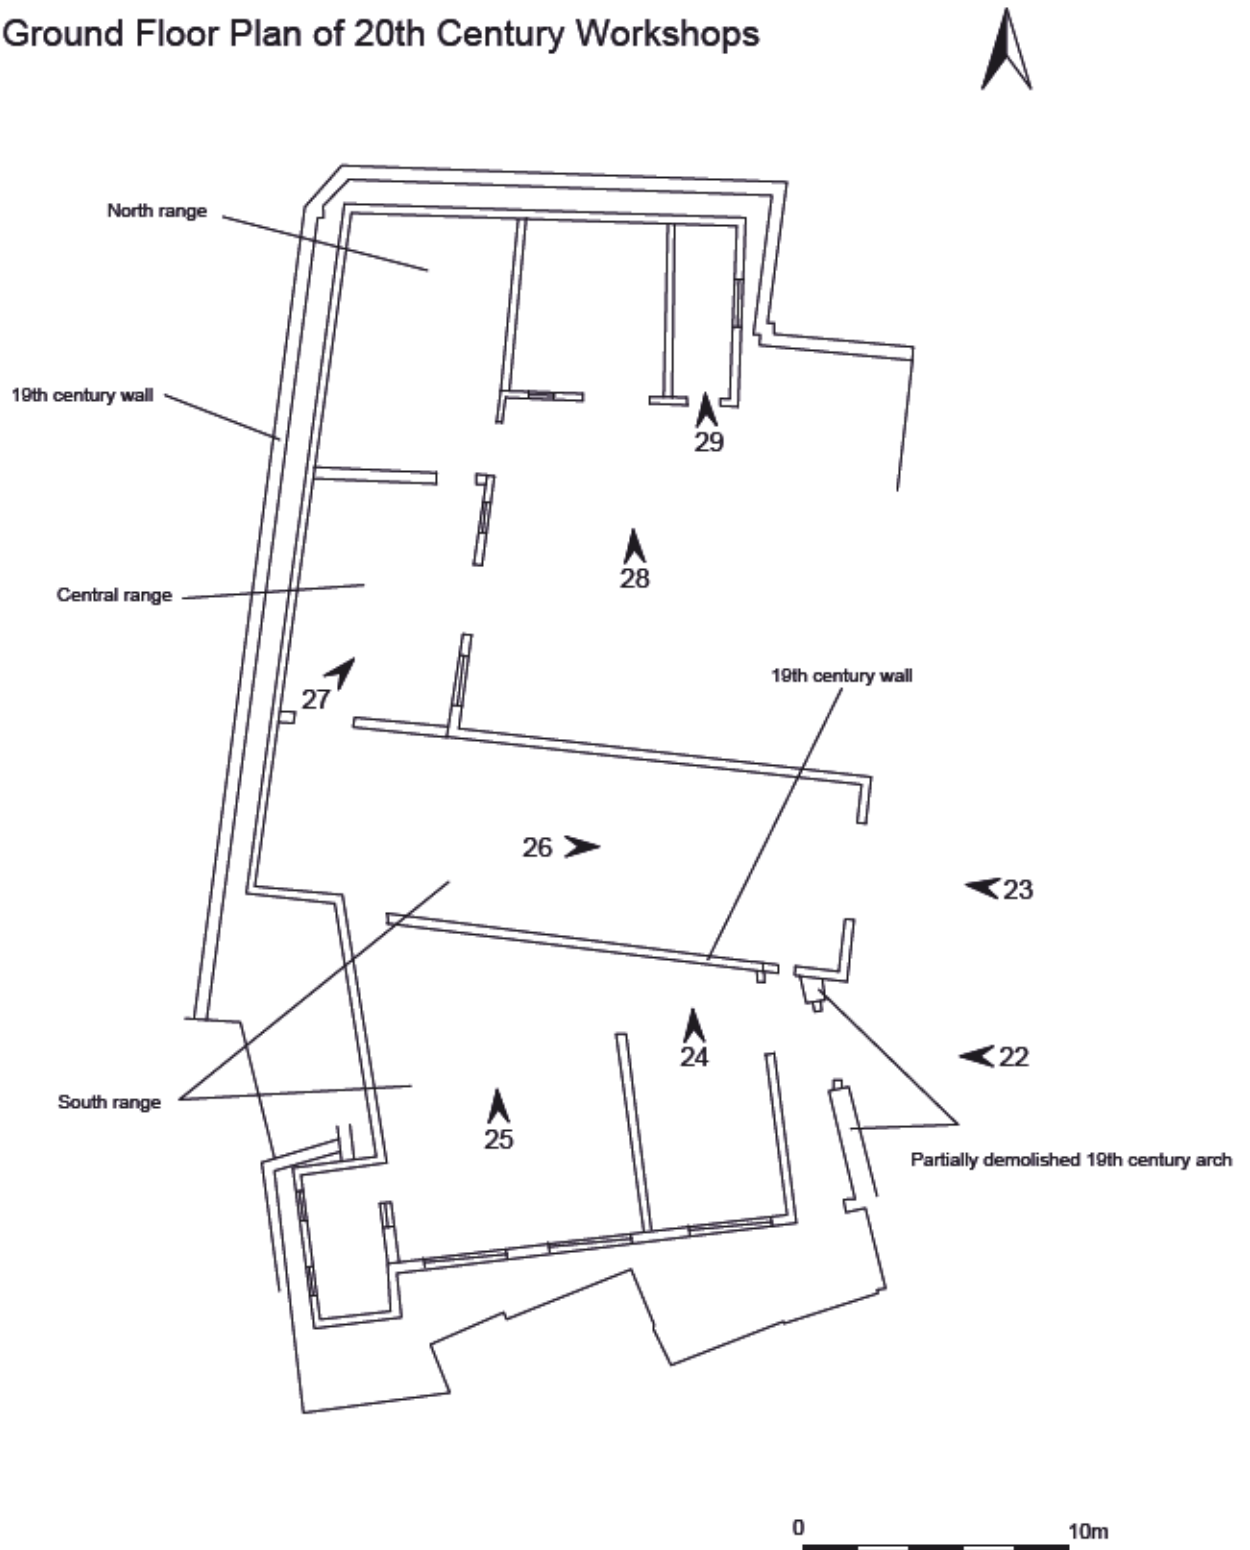 Ground Floor Plan of 20th Century Workshops
North range
19th century wall
29
28
Central range
19th century wall
27
26
23
24
22
South range
25
Partially demolished 19th century arch
0
10m